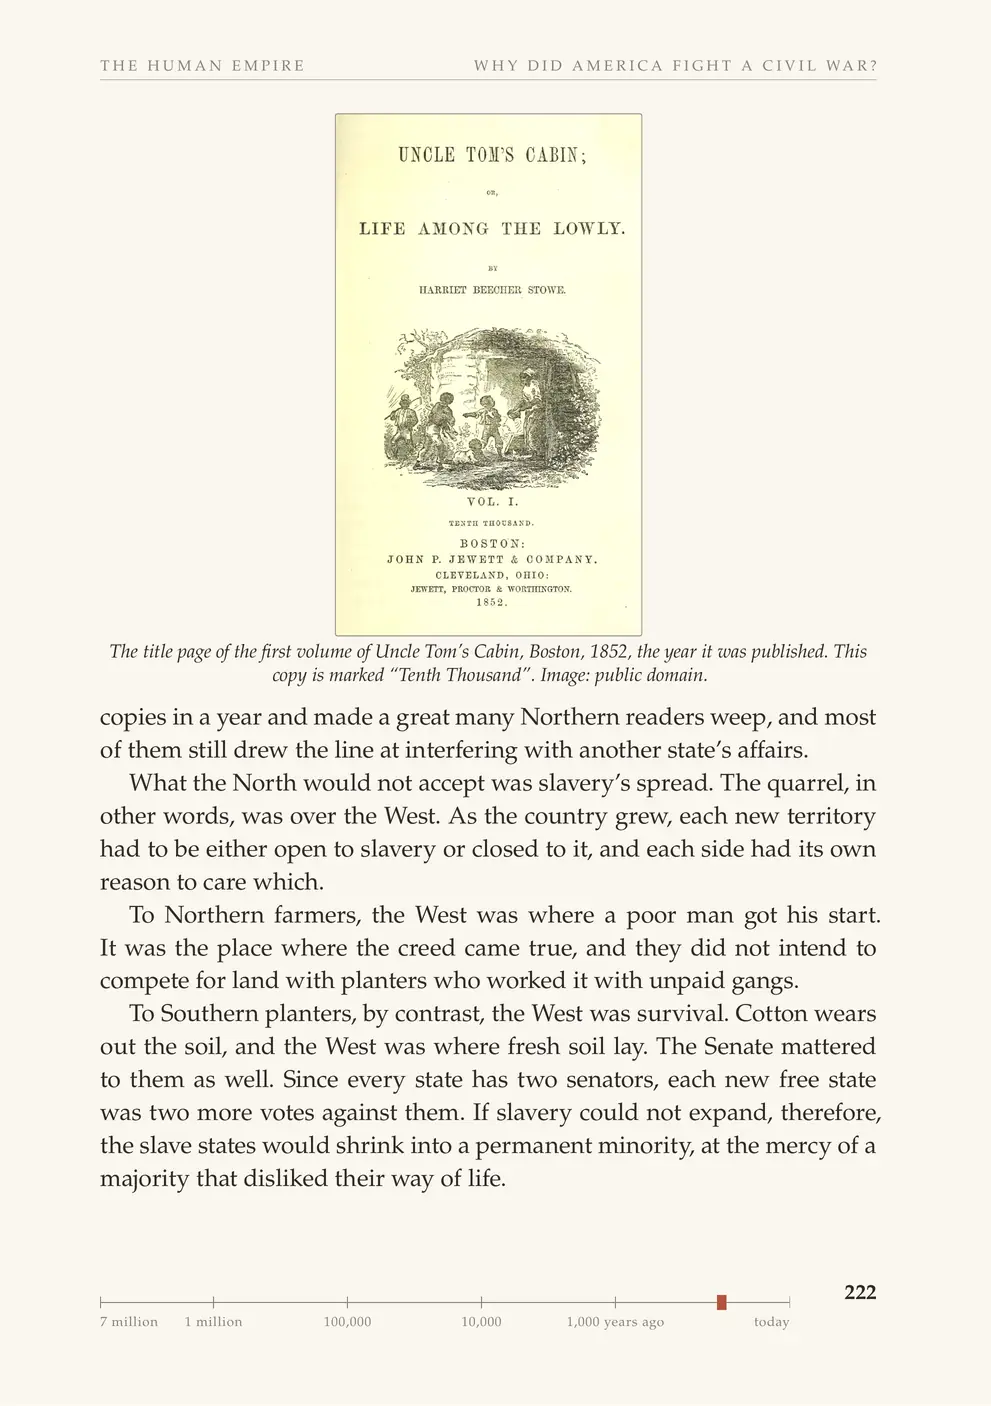 THE HUMAN EMPIRE
WHY DID AMERICA FIGHT A CIVIL WAR?
UNCLE TOM'S CABIN;
OR,
LIFE AMONG THE LOWLY.
BY
HARRIET BEECHER STOWE.
VOL. I.
TENTH THOUSAND.
BOSTON:
JOHN P. JEWETT & COMPANY.
CLEVELAND, OHIO:
JEWETT, PROCTOR & WORTHINGTON.
1852.
The title page of the first volume of Uncle Tom’s Cabin, Boston, 1852, the year it was published. This
copy is marked “Tenth Thousand”. Image: public domain.
copies in a year and made a great many Northern readers weep, and most
of them still drew the line at interfering with another state’s affairs.
What the North would not accept was slavery’s spread. The quarrel, in
other words, was over the West. As the country grew, each new territory
had to be either open to slavery or closed to it, and each side had its own
reason to care which.
To Northern farmers, the West was where a poor man got his start.
It was the place where the creed came true, and they did not intend to
compete for land with planters who worked it with unpaid gangs.
To Southern planters, by contrast, the West was survival. Cotton wears
out the soil, and the West was where fresh soil lay. The Senate mattered
to them as well. Since every state has two senators, each new free state
was two more votes against them. If slavery could not expand, therefore,
the slave states would shrink into a permanent minority, at the mercy of a
majority that disliked their way of life.
222
7 million 1 million 100,000 10,000 1,000 years ago today